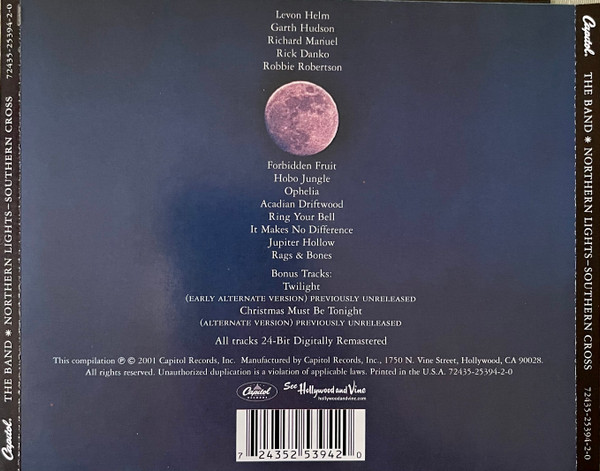 Levon Helm
Garth Hudson
Richard Manuel
Rick Danko
Robbie Robertson
Forbidden Fruit
Hobo Jungle
Ophelia
Acadian Driftwood
Ring Your Bell
It Makes No Difference
Jupiter Hollow
Rags & Bones
Bonus Tracks:
Twilight
(EARLY ALTERNATE VERSION) PREVIOUSLY UNRELEASED
Christmas Must Be Tonight
(ALTERNATE VERSION) PREVIOUSLY UNRELEASED
All tracks 24-Bit Digitally Remastered
This compilation ℗ © 2001 Capitol Records, Inc. Manufactured by Capitol Records, Inc., 1750 N. Vine Street, Hollywood, CA 90028.
All rights reserved. Unauthorized duplication is a violation of applicable laws. Printed in the U.S.A. 72435-25394-2-0
Capitol RECORDS
See Hollywood and Vine
hollywoodandvine.com
7 24352 53942 0
Capitol. THE BAND * NORTHERN LIGHTS–SOUTHERN CROSS 72435-25394-2-0
Capitol. THE BAND * NORTHERN LIGHTS–SOUTHERN CROSS 72435-25394-2-0